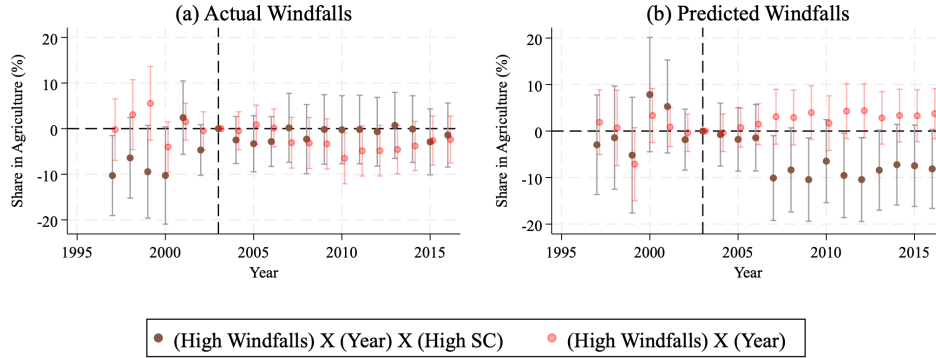 (a) Actual Windfalls
Share in Agriculture (%)
20
10
0
-10
-20
1995 2000 2005 2010 2015
Year
(b) Predicted Windfalls
Share in Agriculture (%)
20
10
0
-10
-20
1995 2000 2005 2010 2015
Year
(High Windfalls) X (Year) X (High SC) (High Windfalls) X (Year)